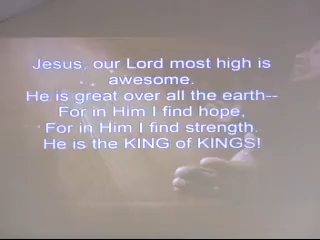 Jesus, our Lord most high is
awesome.
He is great over all the earth--
For in Him I find hope,
For in Him I find strength.
He is the KING of KINGS!